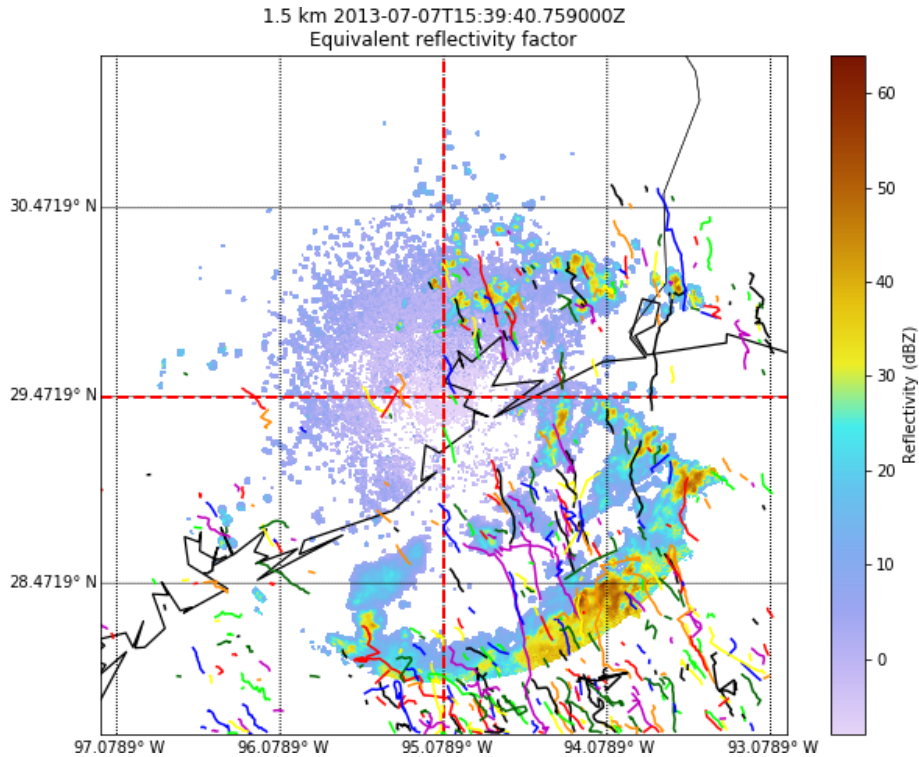 1.5 km 2013-07-07T15:39:40.759000Z
Equivalent reflectivity factor
30.4719° N
29.4719° N
28.4719° N
97.0789° W 96.0789° W 95.0789° W 94.0789° W 93.0789° W
60
50
40
30
20
10
0
Reflectivity (dBZ)